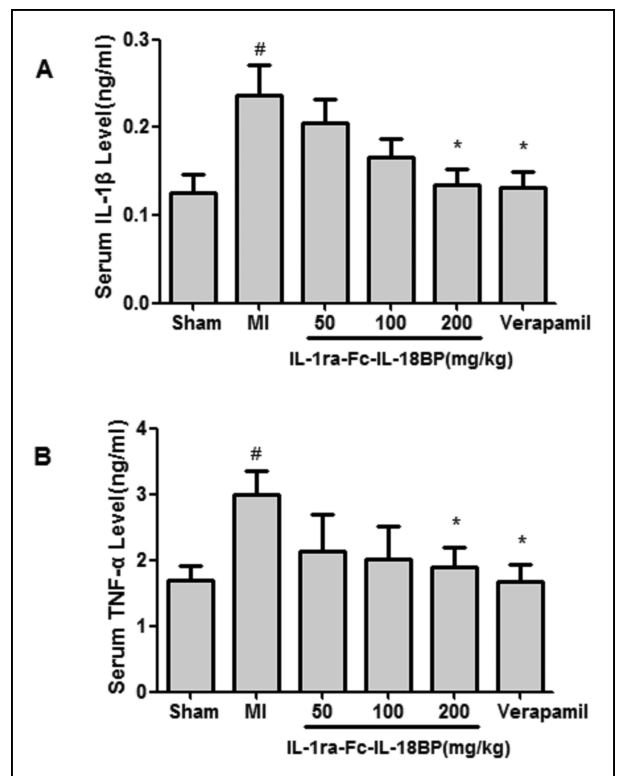 A
Serum IL-1β Level(ng/ml)
0.3
0.2
0.1
0.0
#
*
*
Sham MI 50 100 200 Verapamil
IL-1ra-Fc-IL-18BP(mg/kg)
B
Serum TNF-α Level(ng/ml)
4
3
2
1
0
#
*
*
Sham MI 50 100 200 Verapamil
IL-1ra-Fc-IL-18BP(mg/kg)